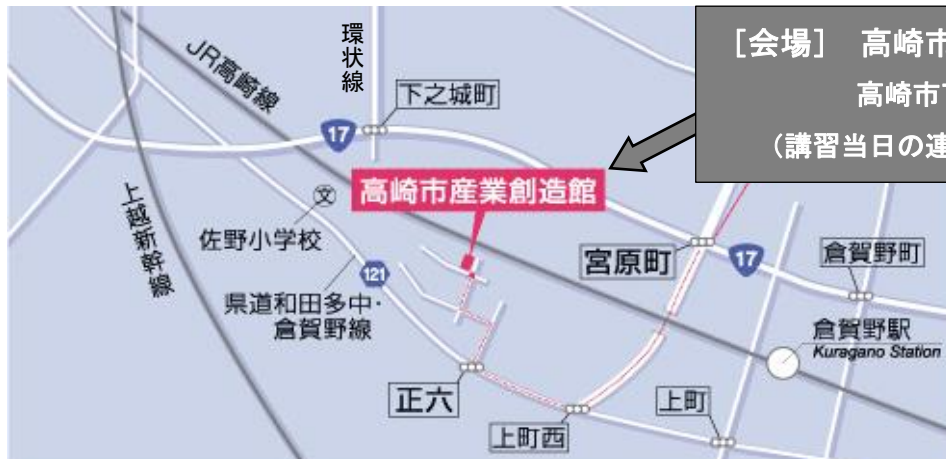 [会場] 高崎市
高崎市
(講習当日の連
環状線
JR高崎線
下之城町
17
高崎市産業創造館
上越新幹線
佐野小学校
文
121
県道和田多中・
倉賀野線
宮原町
17
倉賀野町
倉賀野駅
Kuragano Station
正六
上町西
上町